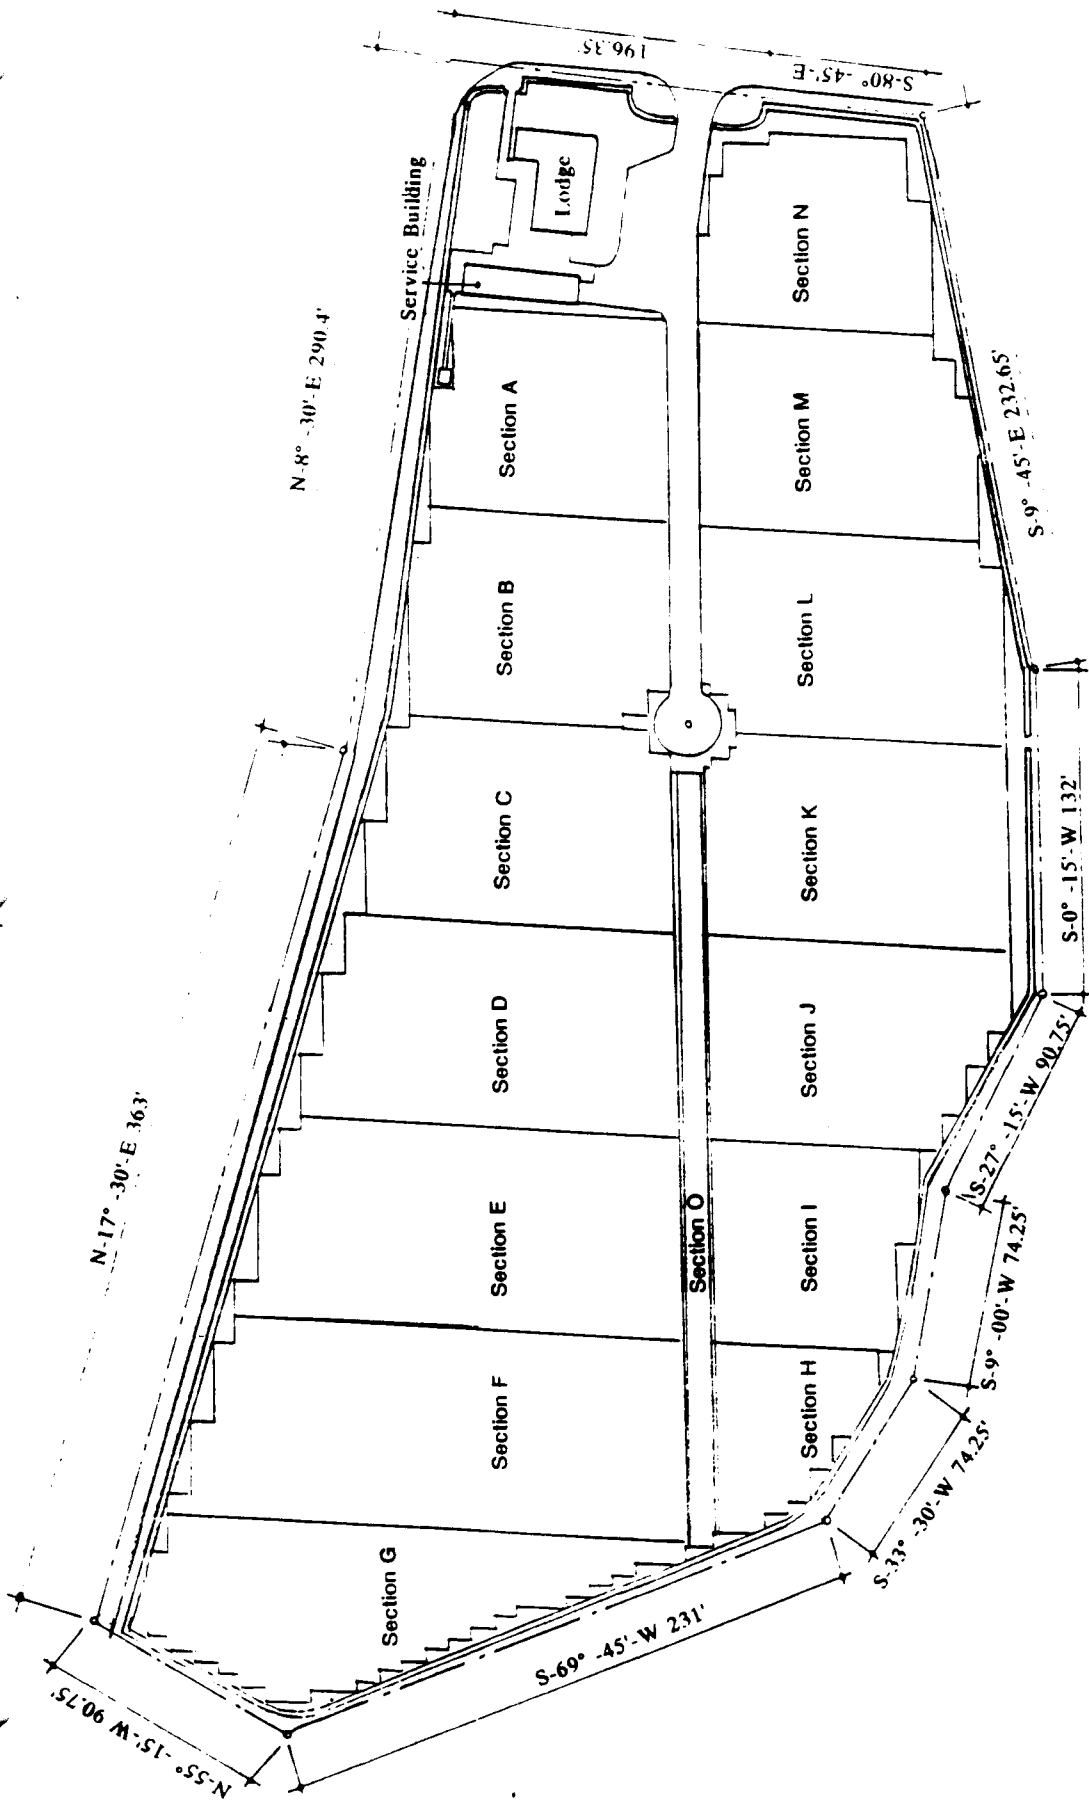 196.35'
S-80° -45'-E
Service Building
Lodge
N-8° -30'-E 290.4'
Section N
Section A
Section M
S-9° -45'-E 232.65'
Section B
Section L
Section C
Section K
S-0° -15'-W 132'
Section D
Section J
S-27° -15'-W 90.75'
N-17° -30'-E 363'
Section E
Section O
Section I
S-9° -00'-W 74.25'
Section F
Section H
S-33° -30'-W 74.25'
Section G
S-69° -45'-W 231'
N-55° -15'-W 90.75'